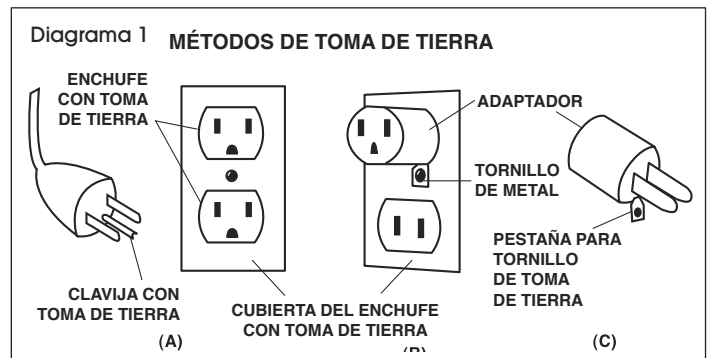 Diagrama 1 MÉTODOS DE TOMA DE TIERRA
ENCHUFE
CON TOMA
DE TIERRA
ADAPTADOR
TORNILLO
DE METAL
PESTAÑA PARA
TORNILLO
DE TOMA
DE TIERRA
CLAVIJA CON
TOMA DE TIERRA
CUBIERTA DEL ENCHUFE
CON TOMA DE TIERRA
(A)
(B)
(C)